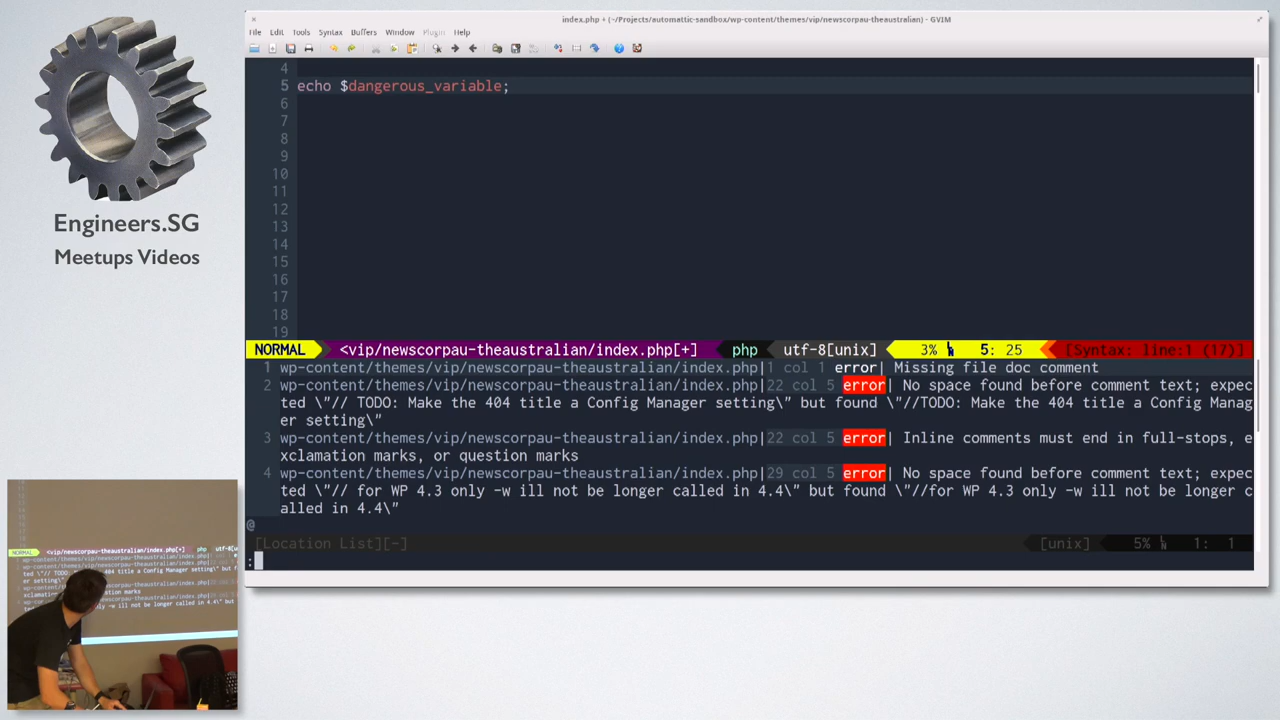 index.php + (~/Projects/automattic-sandbox/wp-content/themes/vip/newscorpau-theaustralian) - GVIM
File Edit Tools Syntax Buffers Window Plugin Help
4
5 echo $dangerous_variable;
6
7
8
9
10
11
12
13
14
15
16
17
18
19
NORMAL <vip/newscorpau-theaustralian/index.php[+] php utf-8[unix] 3% 5: 25 [Syntax: line:1 (17)]
1 wp-content/themes/vip/newscorpau-theaustralian/index.php|1 col 1 error| Missing file doc comment
2 wp-content/themes/vip/newscorpau-theaustralian/index.php|22 col 5 error| No space found before comment text; expec
ted \"// TODO: Make the 404 title a Config Manager setting\" but found \"//TODO: Make the 404 title a Config Manag
er setting\"
3 wp-content/themes/vip/newscorpau-theaustralian/index.php|22 col 5 error| Inline comments must end in full-stops, e
xclamation marks, or question marks
4 wp-content/themes/vip/newscorpau-theaustralian/index.php|29 col 5 error| No space found before comment text; expec
ted \"// for WP 4.3 only -w ill not be longer called in 4.4\" but found \"//for WP 4.3 only -w ill not be longer c
alled in 4.4\"
@
[Location List][-] [unix] 5% 1: 1
:
Engineers.SG
Meetups Videos